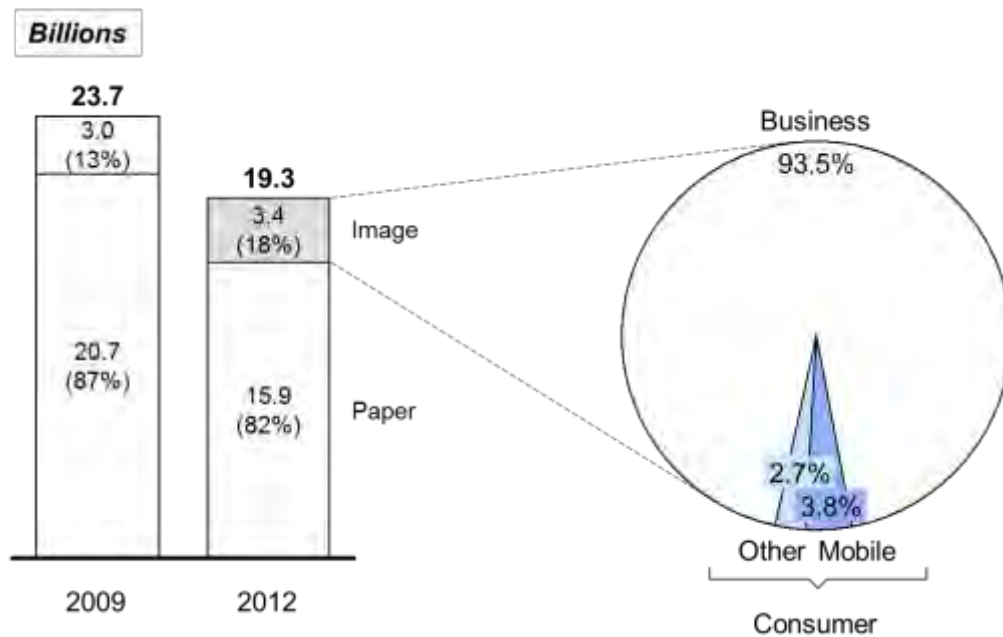 Billions
23.7
3.0
(13%)
20.7
(87%)
2009
19.3
3.4
(18%)
15.9
(82%)
2012
Image
Paper
Business
93.5%
2.7%
3.8%
Other Mobile
Consumer